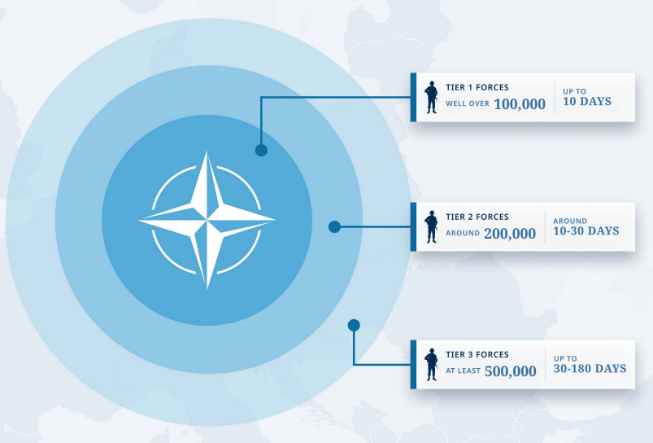 TIER 1 FORCES
WELL OVER 100,000
UP TO
10 DAYS
TIER 2 FORCES
AROUND 200,000
AROUND
10-30 DAYS
TIER 3 FORCES
AT LEAST 500,000
UP TO
30-180 DAYS